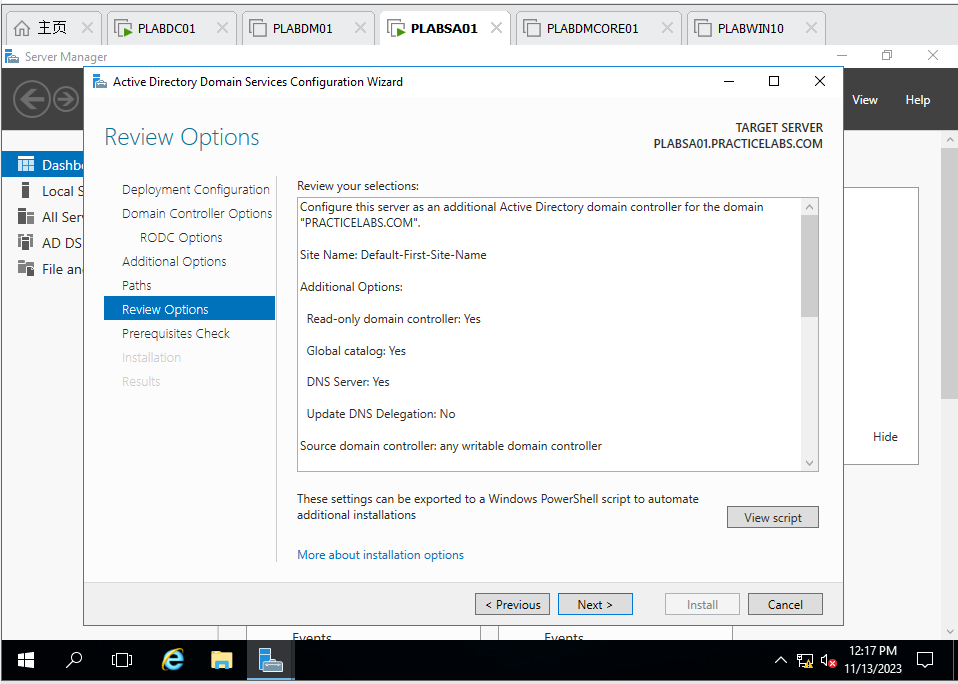 主页
PLABDC01
PLABDM01
PLABSA01
PLABDMCORE01
PLABWIN10
Server Manager
Active Directory Domain Services Configuration Wizard
View
Help
Review Options
TARGET SERVER
PLABSA01.PRACTICELABS.COM
Dashb
Local S
All Ser
AD DS
File an
Deployment Configuration
Domain Controller Options
RODC Options
Additional Options
Paths
Review Options
Prerequisites Check
Installation
Results
Review your selections:
Configure this server as an additional Active Directory domain controller for the domain
"PRACTICELABS.COM".
Site Name: Default-First-Site-Name
Additional Options:
Read-only domain controller: Yes
Global catalog: Yes
DNS Server: Yes
Update DNS Delegation: No
Source domain controller: any writable domain controller
Hide
These settings can be exported to a Windows PowerShell script to automate
additional installations
View script
More about installation options
< Previous
Next >
Install
Cancel
Events
Events
12:17 PM
11/13/2023